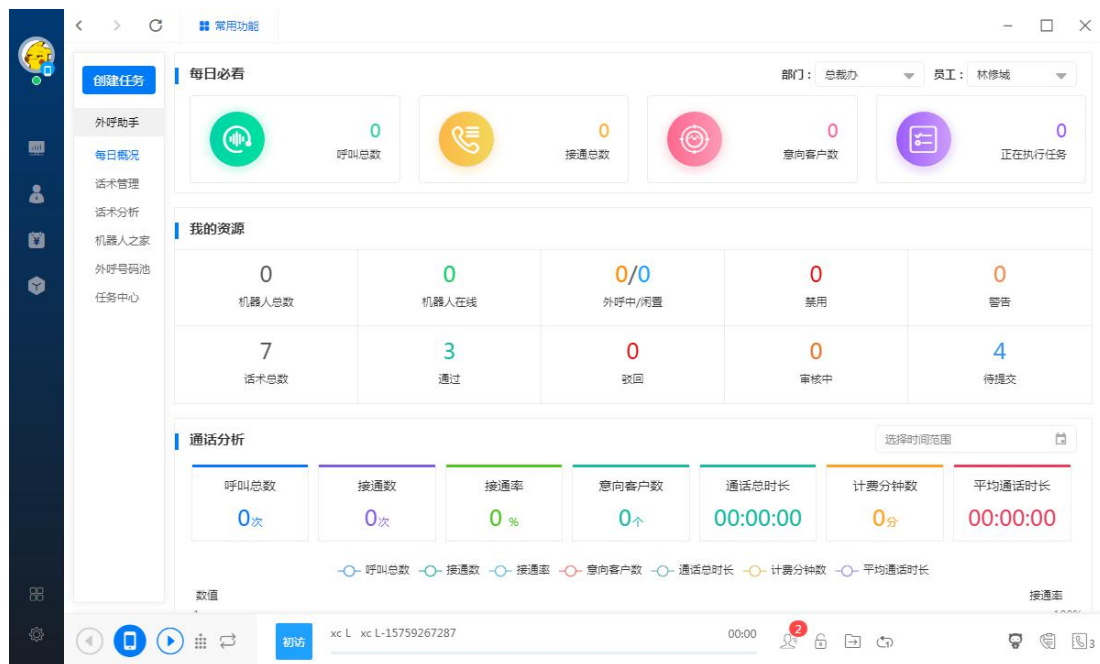 常用功能
创建任务
外呼助手
每日概况
话术管理
话术分析
机器人之家
外呼号码池
任务中心
每日必看
部门： 总裁办 员工： 林修域
0 0 0 0
呼叫总数 接通总数 意向客户数 正在执行任务
我的资源
0 0 0/0 0 0
机器人总数 机器人在线 外呼中/闲置 禁用 警告
7 3 0 0 4
话术总数 通过 驳回 审核中 待提交
通话分析 选择时间范围
呼叫总数 接通数 接通率 意向客户数 通话总时长 计费分钟数 平均通话时长
0次 0次 0 % 0个 00:00:00 0分 00:00:00
呼叫总数 接通数 接通率 意向客户数 通话总时长 计费分钟数 平均通话时长
数值 接通率
初访 xc L xc L-15759267287 00:00 2 3